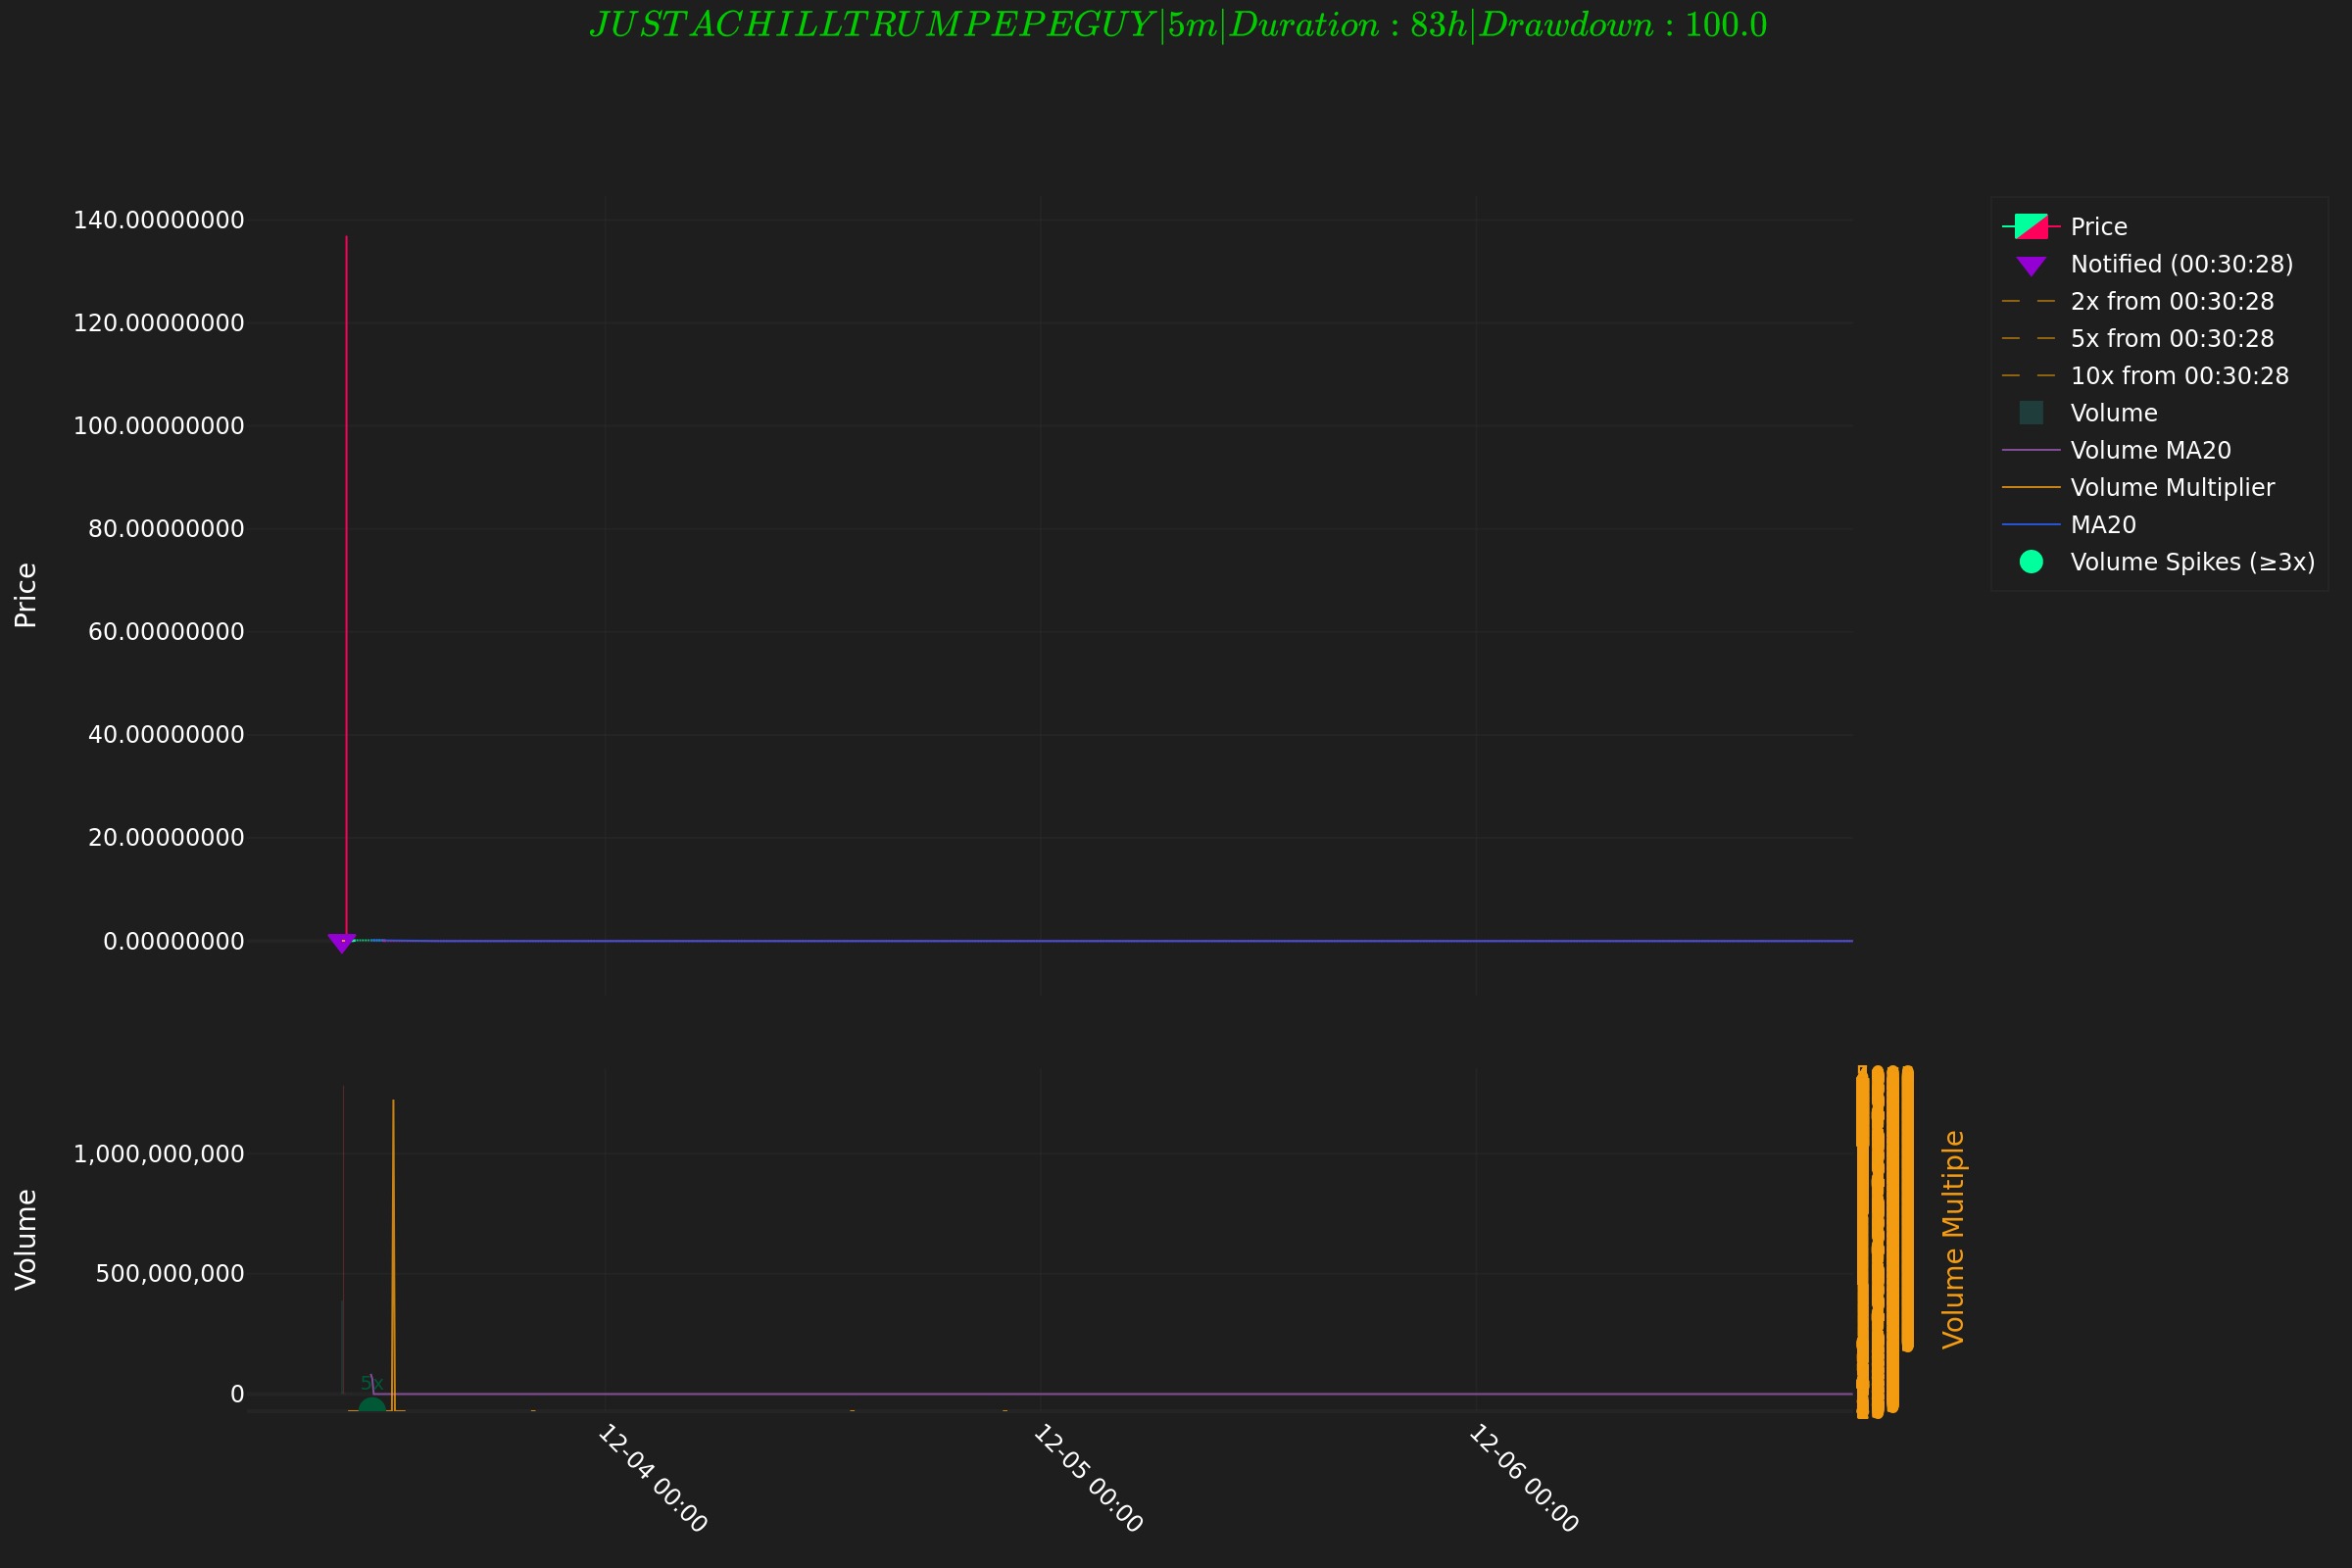 JUSTACHILLTRUMPEPEGUY|5m|Duration : 83h|Drawdown : 100.0
140.00000000
120.00000000
100.00000000
80.00000000
60.00000000
40.00000000
20.00000000
0.00000000
Price
Price
Notified (00:30:28)
2x from 00:30:28
5x from 00:30:28
10x from 00:30:28
Volume
Volume MA20
Volume Multiplier
MA20
Volume Spikes (≥3x)
1,000,000,000
500,000,000
0
Volume
5x
Volume Multiple
12-04 00:00
12-05 00:00
12-06 00:00